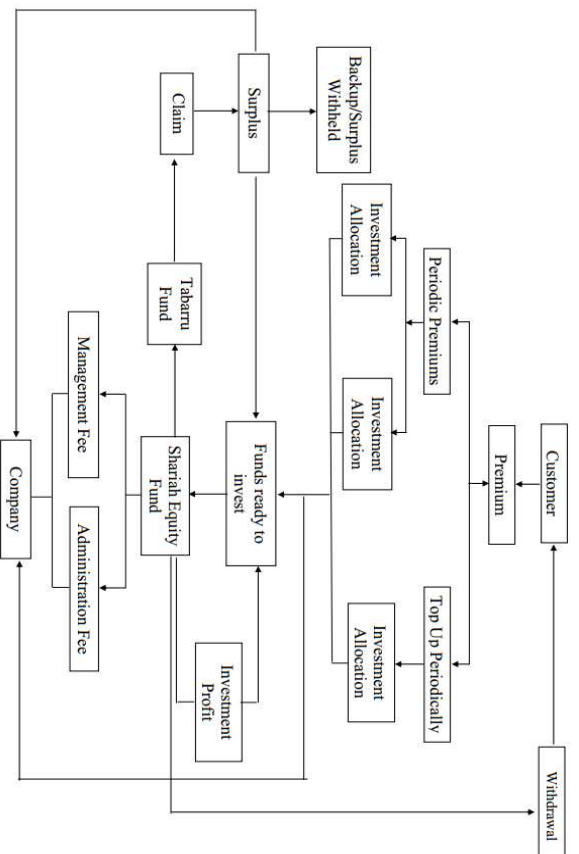 Customer
Withdrawal
Premium
Periodic Premiums
Top Up Periodically
Backup/Surplus
Withheld
Investment
Allocation
Investment
Allocation
Investment
Allocation
Surplus
Funds ready to
invest
Investment
Profit
Claim
Tabarru
Fund
Shariah Equity
Fund
Management Fee
Administration Fee
Company